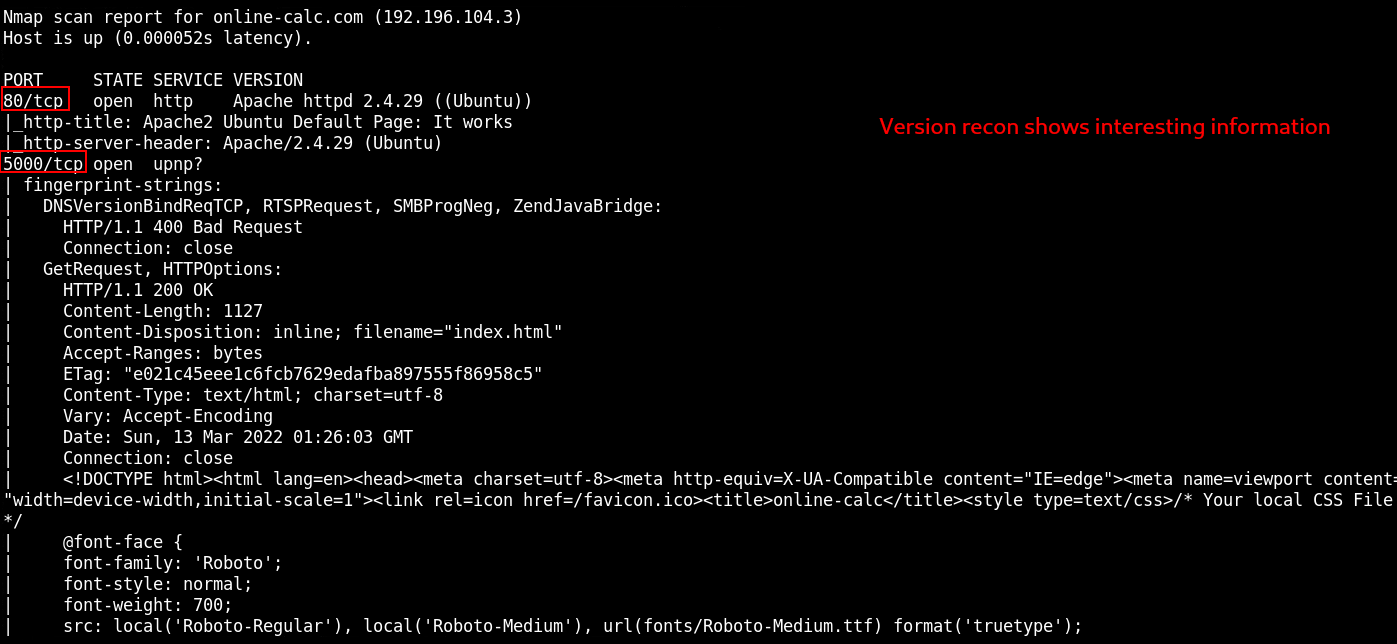 Nmap scan report for online-calc.com (192.196.104.3)
Host is up (0.000052s latency).
PORT     STATE SERVICE VERSION
80/tcp   open  http    Apache httpd 2.4.29 ((Ubuntu))
|_http-title: Apache2 Ubuntu Default Page: It works
Version recon shows interesting information
|_http-server-header: Apache/2.4.29 (Ubuntu)
5000/tcp open  upnp?
| fingerprint-strings:
|   DNSVersionBindReqTCP, RTSPRequest, SMBProgNeg, ZendJavaBridge:
|     HTTP/1.1 400 Bad Request
|     Connection: close
|   GetRequest, HTTPOptions:
|     HTTP/1.1 200 OK
|     Content-Length: 1127
|     Content-Disposition: inline; filename="index.html"
|     Accept-Ranges: bytes
|     ETag: "e021c45eee1c6fcb7629edafba897555f86958c5"
|     Content-Type: text/html; charset=utf-8
|     Vary: Accept-Encoding
|     Date: Sun, 13 Mar 2022 01:26:03 GMT
|     Connection: close
|     <!DOCTYPE html><html lang=en><head><meta charset=utf-8><meta http-equiv=X-UA-Compatible content="IE=edge"><meta name=viewport content=
"width=device-width,initial-scale=1"><link rel=icon href=/favicon.ico><title>online-calc</title><style type=text/css>/* Your local CSS File
*/
|     @font-face {
|     font-family: 'Roboto';
|     font-style: normal;
|     font-weight: 700;
|     src: local('Roboto-Regular'), local('Roboto-Medium'), url(fonts/Roboto-Medium.ttf) format('truetype');